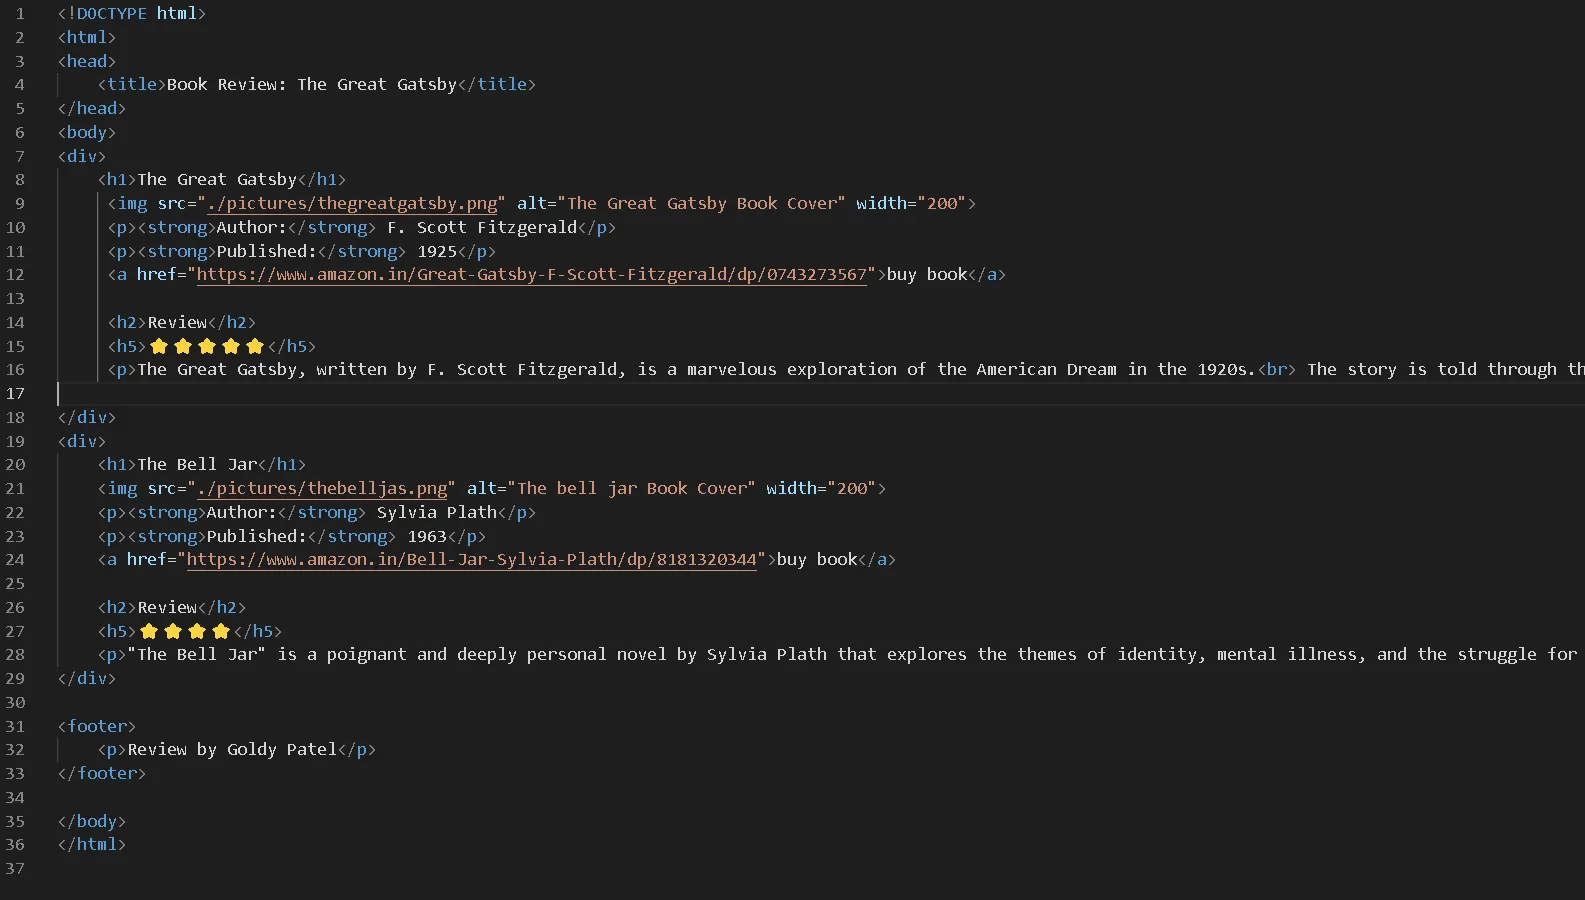 1 <!DOCTYPE html>
2 <html>
3 <head>
4     <title>Book Review: The Great Gatsby</title>
5 </head>
6 <body>
7 <div>
8     <h1>The Great Gatsby</h1>
9      <img src="./pictures/thegreatgatsby.png" alt="The Great Gatsby Book Cover" width="200">
10      <p><strong>Author:</strong> F. Scott Fitzgerald</p>
11      <p><strong>Published:</strong> 1925</p>
12      <a href="https://www.amazon.in/Great-Gatsby-F-Scott-Fitzgerald/dp/0743273567">buy book</a>
13
14      <h2>Review</h2>
15      <h5>⭐⭐⭐⭐⭐</h5>
16      <p>The Great Gatsby, written by F. Scott Fitzgerald, is a marvelous exploration of the American Dream in the 1920s.<br> The story is told through th
17
18 </div>
19 <div>
20     <h1>The Bell Jar</h1>
21     <img src="./pictures/thebelljas.png" alt="The bell jar Book Cover" width="200">
22     <p><strong>Author:</strong> Sylvia Plath</p>
23     <p><strong>Published:</strong> 1963</p>
24     <a href="https://www.amazon.in/Bell-Jar-Sylvia-Plath/dp/8181320344">buy book</a>
25
26     <h2>Review</h2>
27     <h5>⭐⭐⭐⭐</h5>
28     <p>"The Bell Jar" is a poignant and deeply personal novel by Sylvia Plath that explores the themes of identity, mental illness, and the struggle for
29 </div>
30
31 <footer>
32     <p>Review by Goldy Patel</p>
33 </footer>
34
35 </body>
36 </html>
37